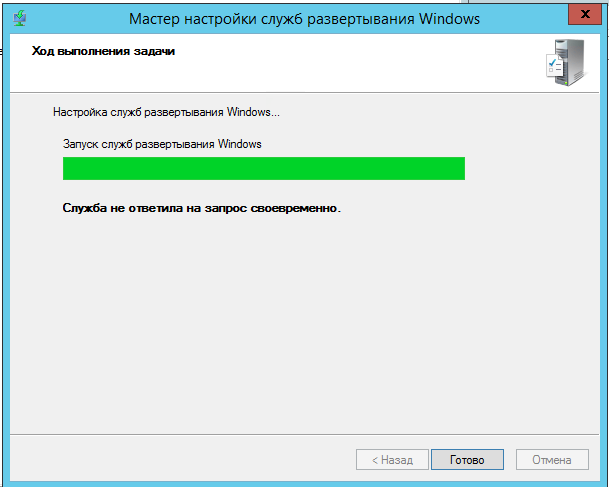 Мастер настройки служб развертывания Windows
x
Ход выполнения задачи
Настройка служб развертывания Windows...
Запуск служб развертывания Windows
Служба не ответила на запрос своевременно.
< Назад Готово Отмена